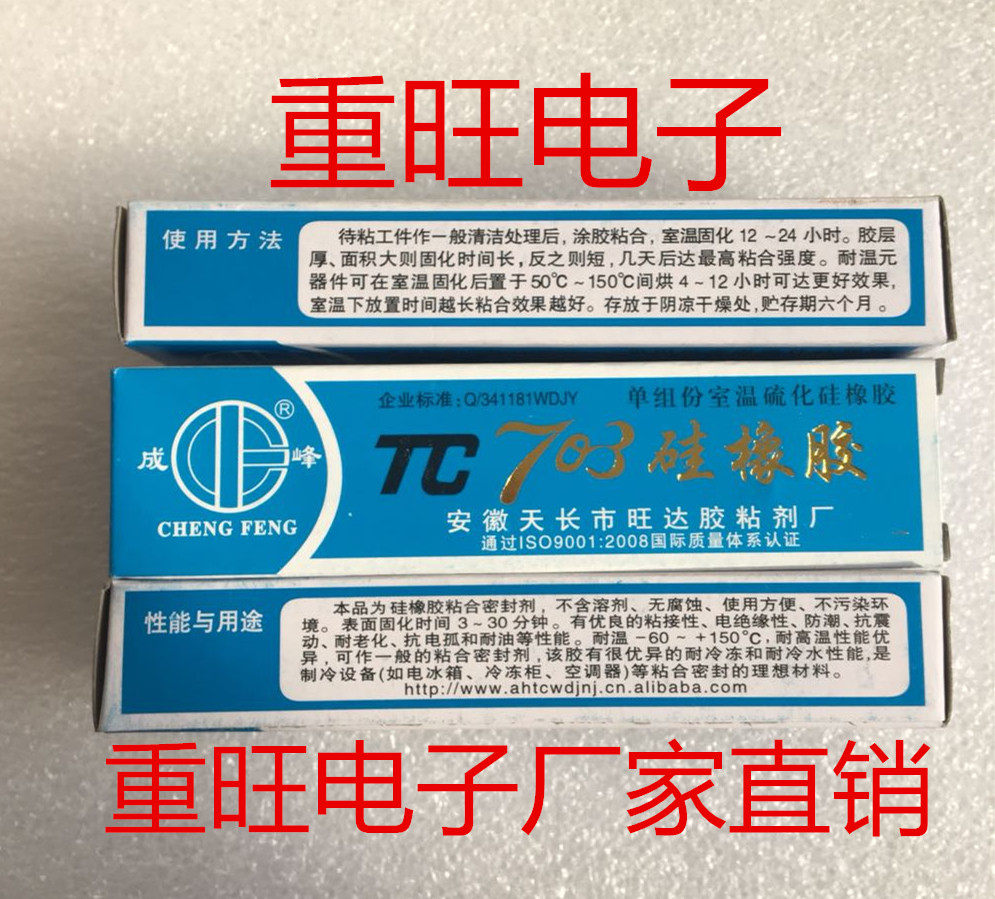 重旺电子
使用方法
待粘工件作一般清洁处理后，涂胶粘合，室温固化12～24小时。胶层
厚、面积大则固化时间长，反之则短，几天后达最高粘合强度。耐温元
器件可在室温固化后置于50℃～150℃间烘4～12小时可达更好效果，
室温下放置时间越长粘合效果越好。存放于阴凉干燥处，贮存期六个月。
企业标准：Q/341181WDJY
单组份室温硫化硅橡胶
成峰®
CHENG FENG
TC 703硅橡胶
安徽天长市旺达胶粘剂厂
通过ISO9001:2008国际质量体系认证
性能与用途
本品为硅橡胶粘合密封剂，不含溶剂、无腐蚀、使用方便、不污染环
境。表面固化时间3～30分钟。有优良的粘接性、电绝缘性、防潮、抗震
动、耐老化、抗电孤和耐油等性能。耐温－60～＋150℃，耐高温性能优
异，可作一般的粘合密封剂，该胶有很优异的耐冷冻和耐冷水性能，是
制冷设备(如电冰箱、冷冻柜、空调器)等粘合密封的理想材料。
http://www.ahtcwdjnj.cn.alibaba.com
重旺电子厂家直销